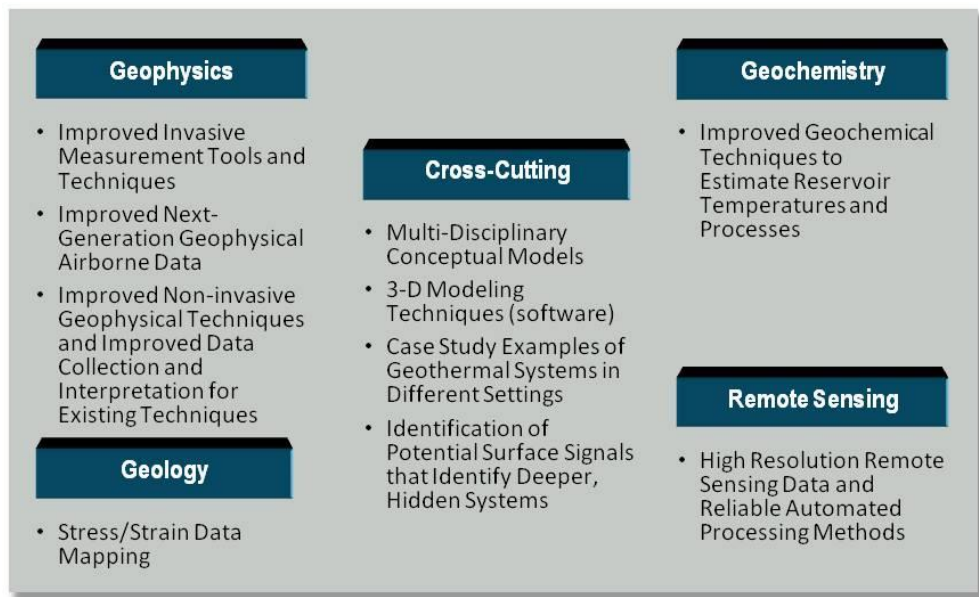 Geophysics
• Improved Invasive
Measurement Tools and
Techniques
• Improved Next-
Generation Geophysical
Airborne Data
• Improved Non-invasive
Geophysical Techniques
and Improved Data
Collection and
Interpretation for
Existing Techniques
Geology
• Stress/Strain Data
Mapping
Cross-Cutting
• Multi-Disciplinary
Conceptual Models
• 3-D Modeling
Techniques (software)
• Case Study Examples of
Geothermal Systems in
Different Settings
• Identification of
Potential Surface Signals
that Identify Deeper,
Hidden Systems
Geochemistry
• Improved Geochemical
Techniques to
Estimate Reservoir
Temperatures and
Processes
Remote Sensing
• High Resolution Remote
Sensing Data and
Reliable Automated
Processing Methods